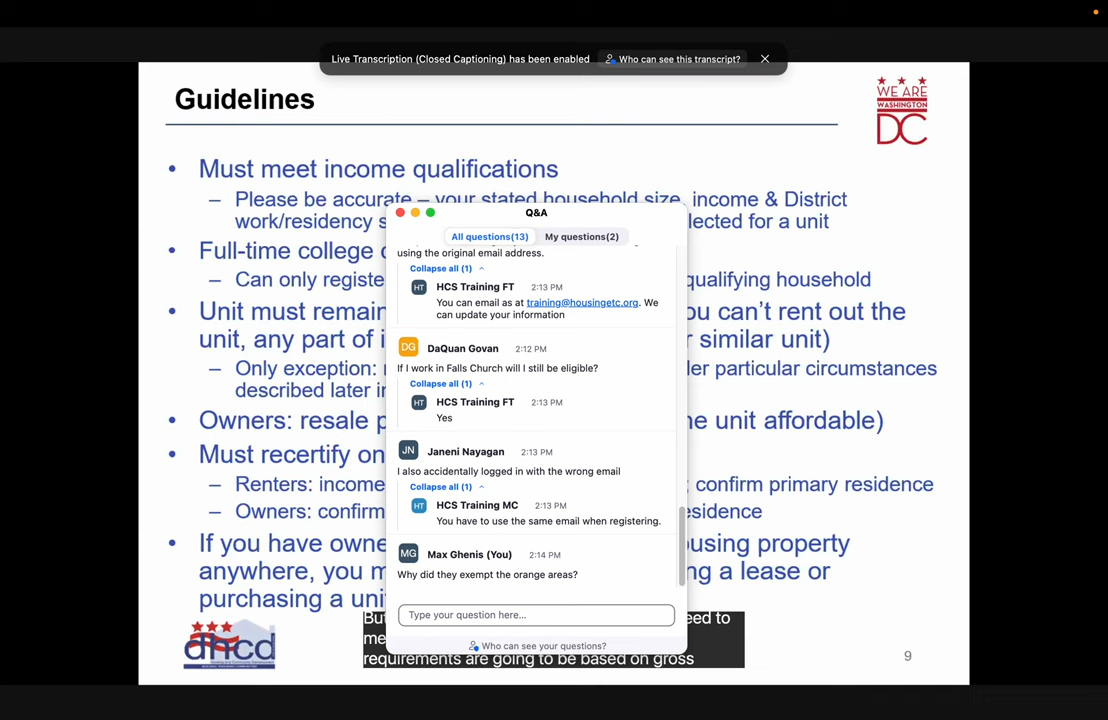 Live Transcription (Closed Captioning) has been enabled
Who can see this transcript?
Guidelines
WE ARE
WASHINGTON
DC
• Must meet income qualifications
– Please be accurate – your stated household size, income & District
work/residency s
lected for a unit
• Full-time college
– Can only registe
qualifying household
• Unit must remain
ou can't rent out the
unit, any part of
r similar unit)
– Only exception:
er particular circumstances
described later in
• Owners: resale p
ne unit affordable)
• Must recertify on
– Renters: income
; confirm primary residence
– Owners: confirm
esidence
• If you have owne
ousing property
anywhere, you m
ng a lease or
purchasing a uni
Q&A
All questions(13)
My questions(2)
using the original email address.
Collapse all (1)
HT
HCS Training FT
2:13 PM
You can email as at training@housingetc.org. We
can update your information
DG
DaQuan Govan
2:12 PM
If I work in Falls Church will I still be eligible?
Collapse all (1)
HT
HCS Training FT
2:13 PM
Yes
JN
Janeni Nayagan
2:13 PM
I also accidentally logged in with the wrong email
Collapse all (1)
HT
HCS Training MC
2:13 PM
You have to use the same email when registering.
MG
Max Ghenis (You)
2:14 PM
Why did they exempt the orange areas?
Type your question here...
Who can see your questions?
But
eed to
me
requirements are going to be based on gross
dhcd
9